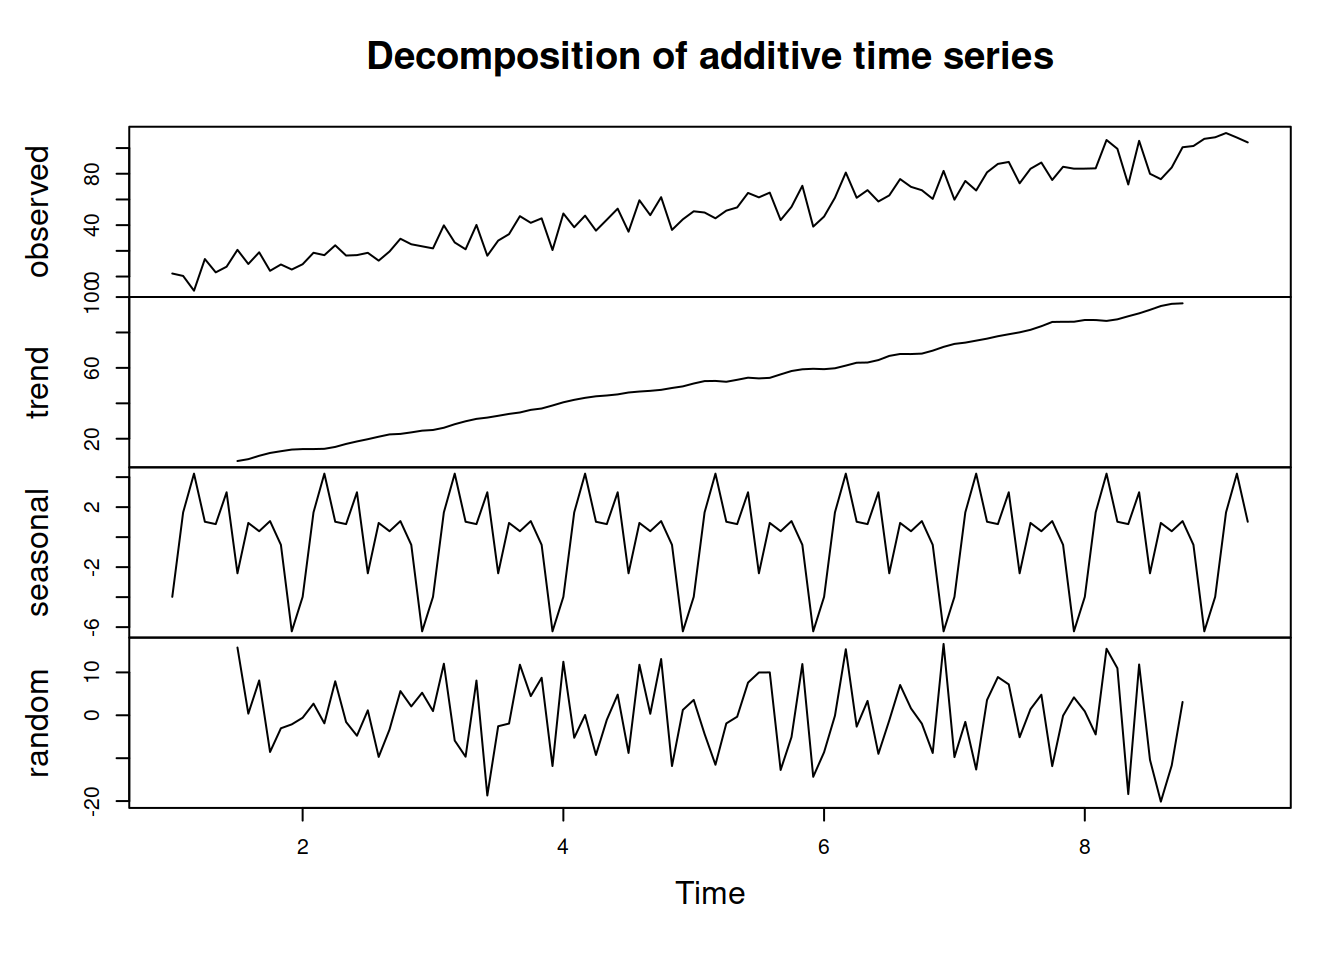 Decomposition of additive time series
observed
0 40 80
trend
20 60 100
seasonal
-6 -2 2
random
-20 0 10
2 4 6 8
Time